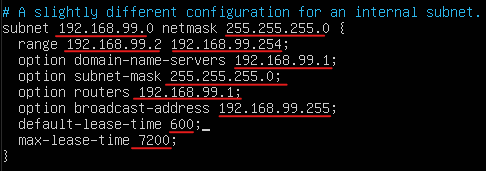 # A slightly different configuration for an internal subnet.
subnet 192.168.99.0 netmask 255.255.255.0 {
  range 192.168.99.2 192.168.99.254;
  option domain-name-servers 192.168.99.1;
  option subnet-mask 255.255.255.0;
  option routers 192.168.99.1;
  option broadcast-address 192.168.99.255;
  default-lease-time 600;_
  max-lease-time 7200;
}